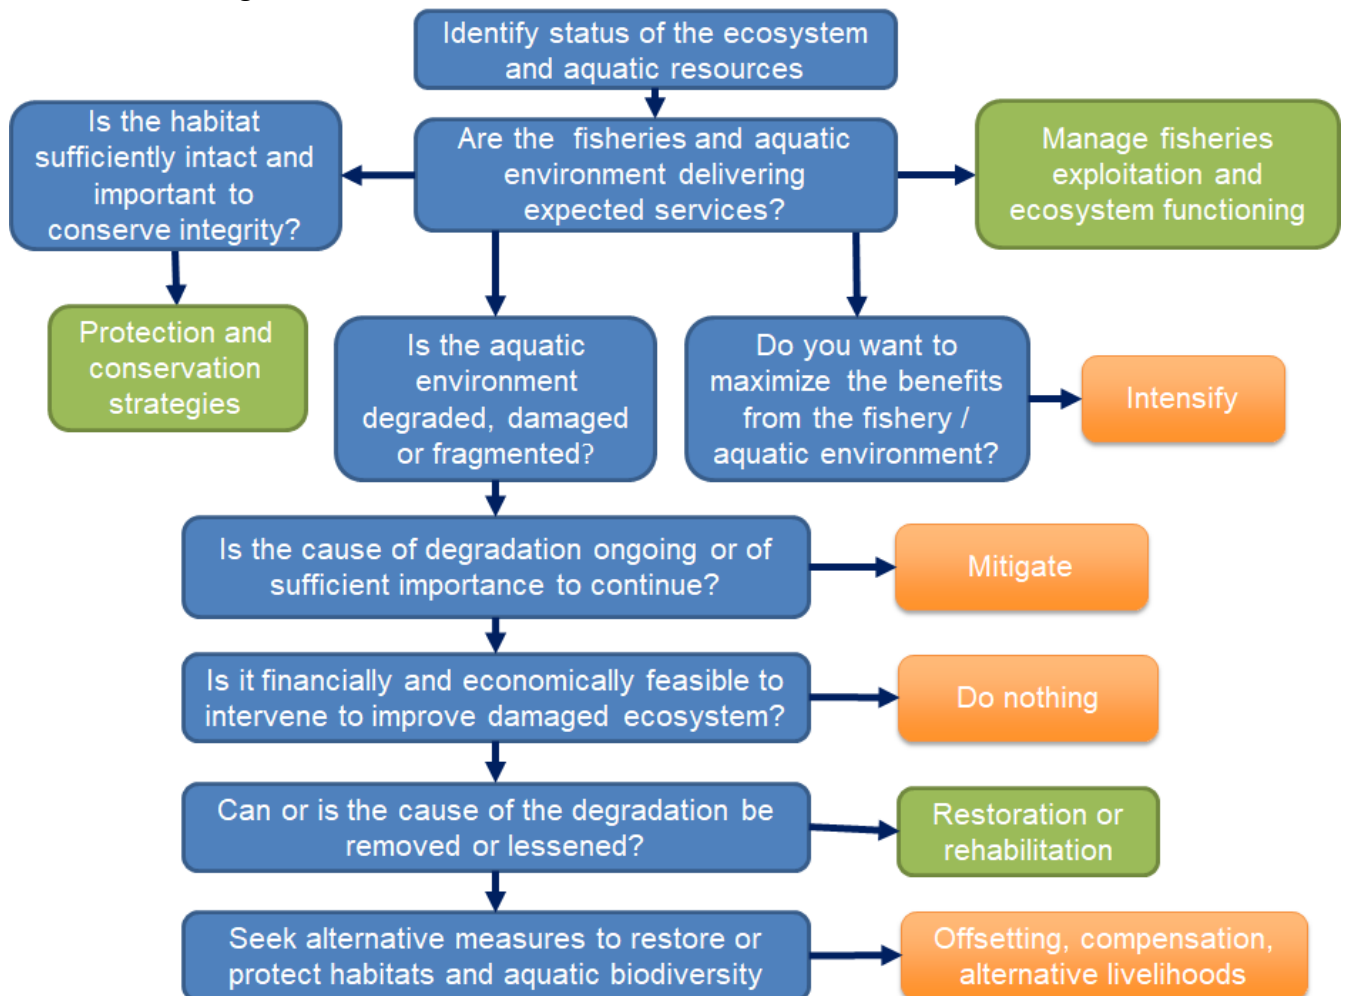 Identify status of the ecosystem
and aquatic resources
Is the habitat
sufficiently intact and
important to
conserve integrity?
Are the fisheries and aquatic
environment delivering
expected services?
Manage fisheries
exploitation and
ecosystem functioning
Protection and
conservation
strategies
Is the aquatic
environment
degraded, damaged
or fragmented?
Do you want to
maximize the benefits
from the fishery /
aquatic environment?
Intensify
Is the cause of degradation ongoing or of
sufficient importance to continue?
Mitigate
Is it financially and economically feasible to
intervene to improve damaged ecosystem?
Do nothing
Can or is the cause of the degradation be
removed or lessened?
Restoration or
rehabilitation
Seek alternative measures to restore or
protect habitats and aquatic biodiversity
Offsetting, compensation,
alternative livelihoods